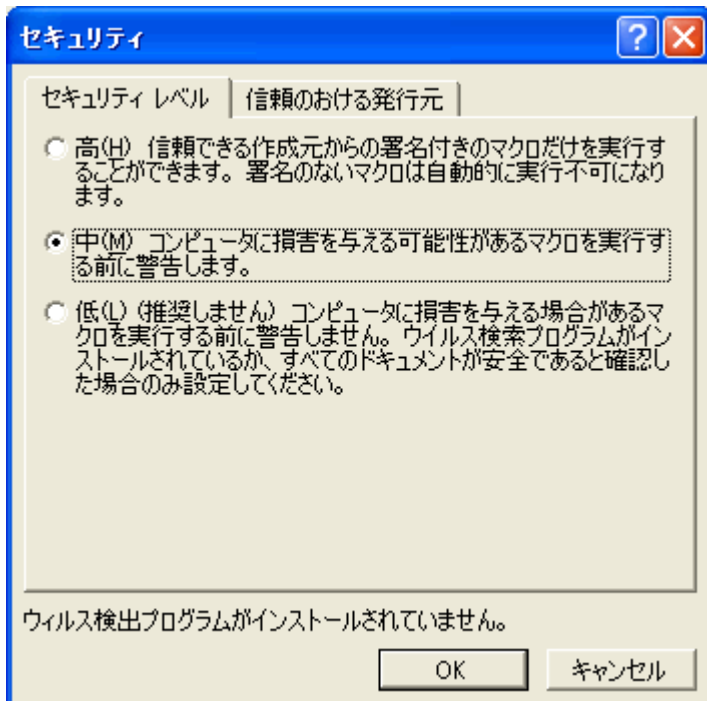 セキュリティ
セキュリティ レベル 信頼のおける発行元
高(H) 信頼できる作成元からの署名付きのマクロだけを実行す
ることができます。署名のないマクロは自動的に実行不可になり
ます。
中(M) コンピュータに損害を与える可能性があるマクロを実行す
る前に警告します。
低(L) (推奨しません) コンピュータに損害を与える場合があるマ
クロを実行する前に警告しません。ウイルス検索プログラムがイン
ストールされているか、すべてのドキュメントが安全であると確認し
た場合のみ設定してください。
ウィルス検出プログラムがインストールされていません。
OK キャンセル